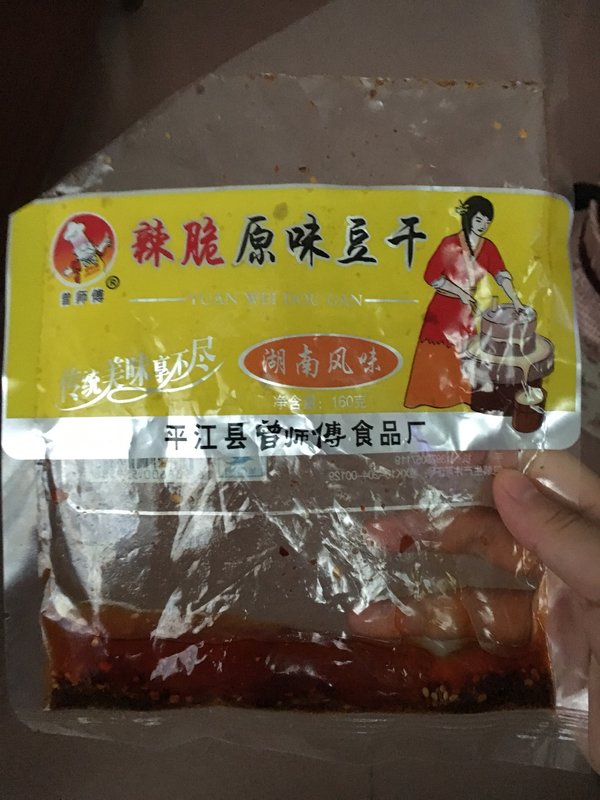 辣脆原味豆干
曾师傅®
YUAN WEI DOU GAN
传统美味享不尽
湖南风味
净含量：160克
平江县曾师傅食品厂